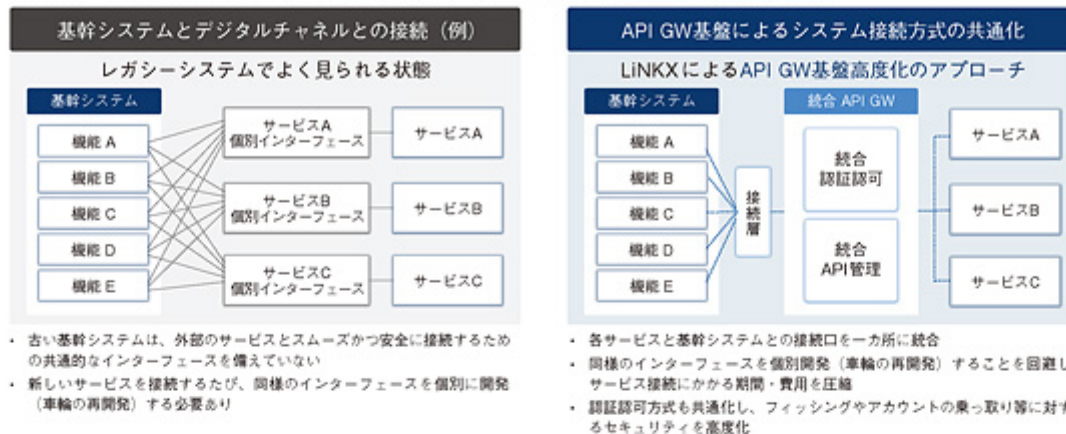 基幹システムとデジタルチャネルとの接続（例）
レガシーシステムでよく見られる状態
基幹システム
機能 A
機能 B
機能 C
機能 D
機能 E
サービスA
個別インターフェース
サービスB
個別インターフェース
サービスC
個別インターフェース
サービスA
サービスB
サービスC
・ 古い基幹システムは、外部のサービスとスムーズかつ安全に接続するため
の共通的なインターフェースを備えていない
・ 新しいサービスを接続するたび、同様のインターフェースを個別に開発
（車輪の再開発）する必要あり
API GW基盤によるシステム接続方式の共通化
LiNKXによるAPI GW基盤高度化のアプローチ
基幹システム
機能 A
機能 B
機能 C
機能 D
機能 E
接続層
統合 API GW
統合
認証認可
統合
API管理
サービスA
サービスB
サービスC
・ 各サービスと基幹システムとの接続口を一カ所に統合
・ 同様のインターフェースを個別開発（車輪の再開発）することを回避し
サービス接続にかかる期間・費用を圧縮
・ 認証認可方式も共通化し、フィッシングやアカウントの乗っ取り等に対す
るセキュリティを高度化